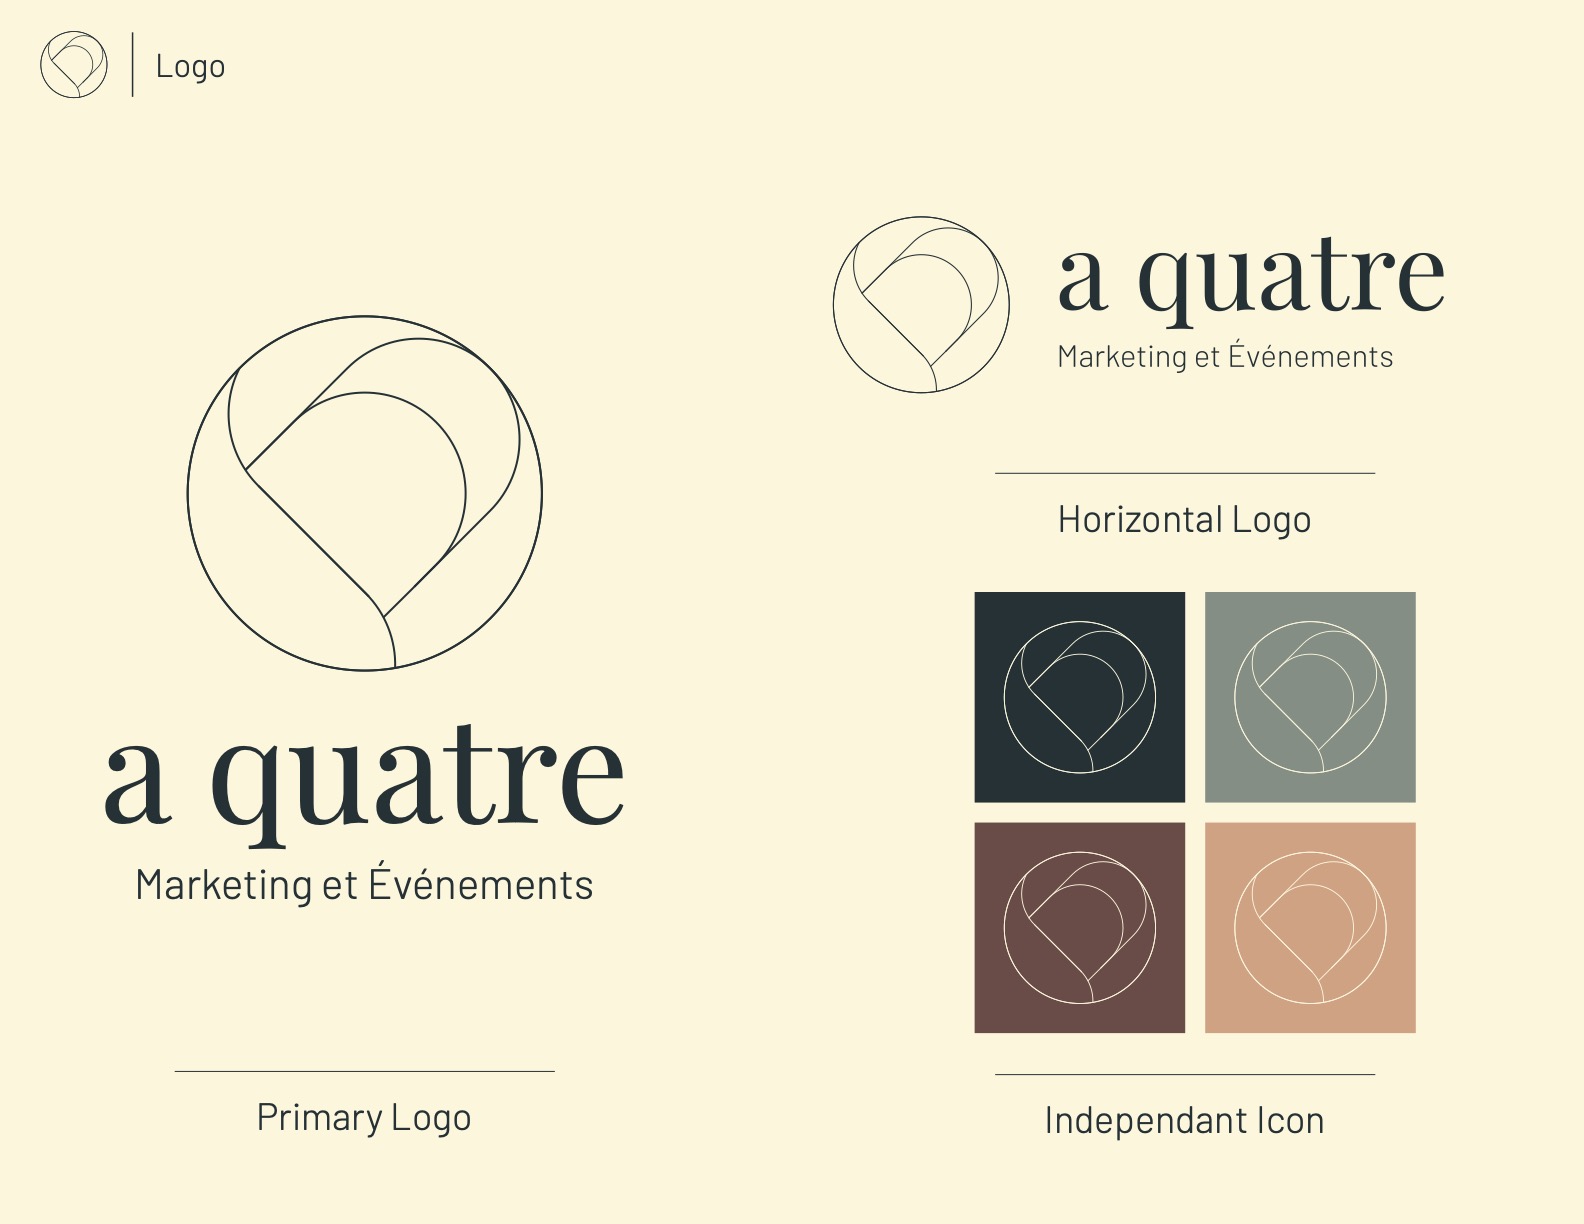 Logo
a quatre
Marketing et Événements
Primary Logo
a quatre
Marketing et Événements
Horizontal Logo
Independant Icon